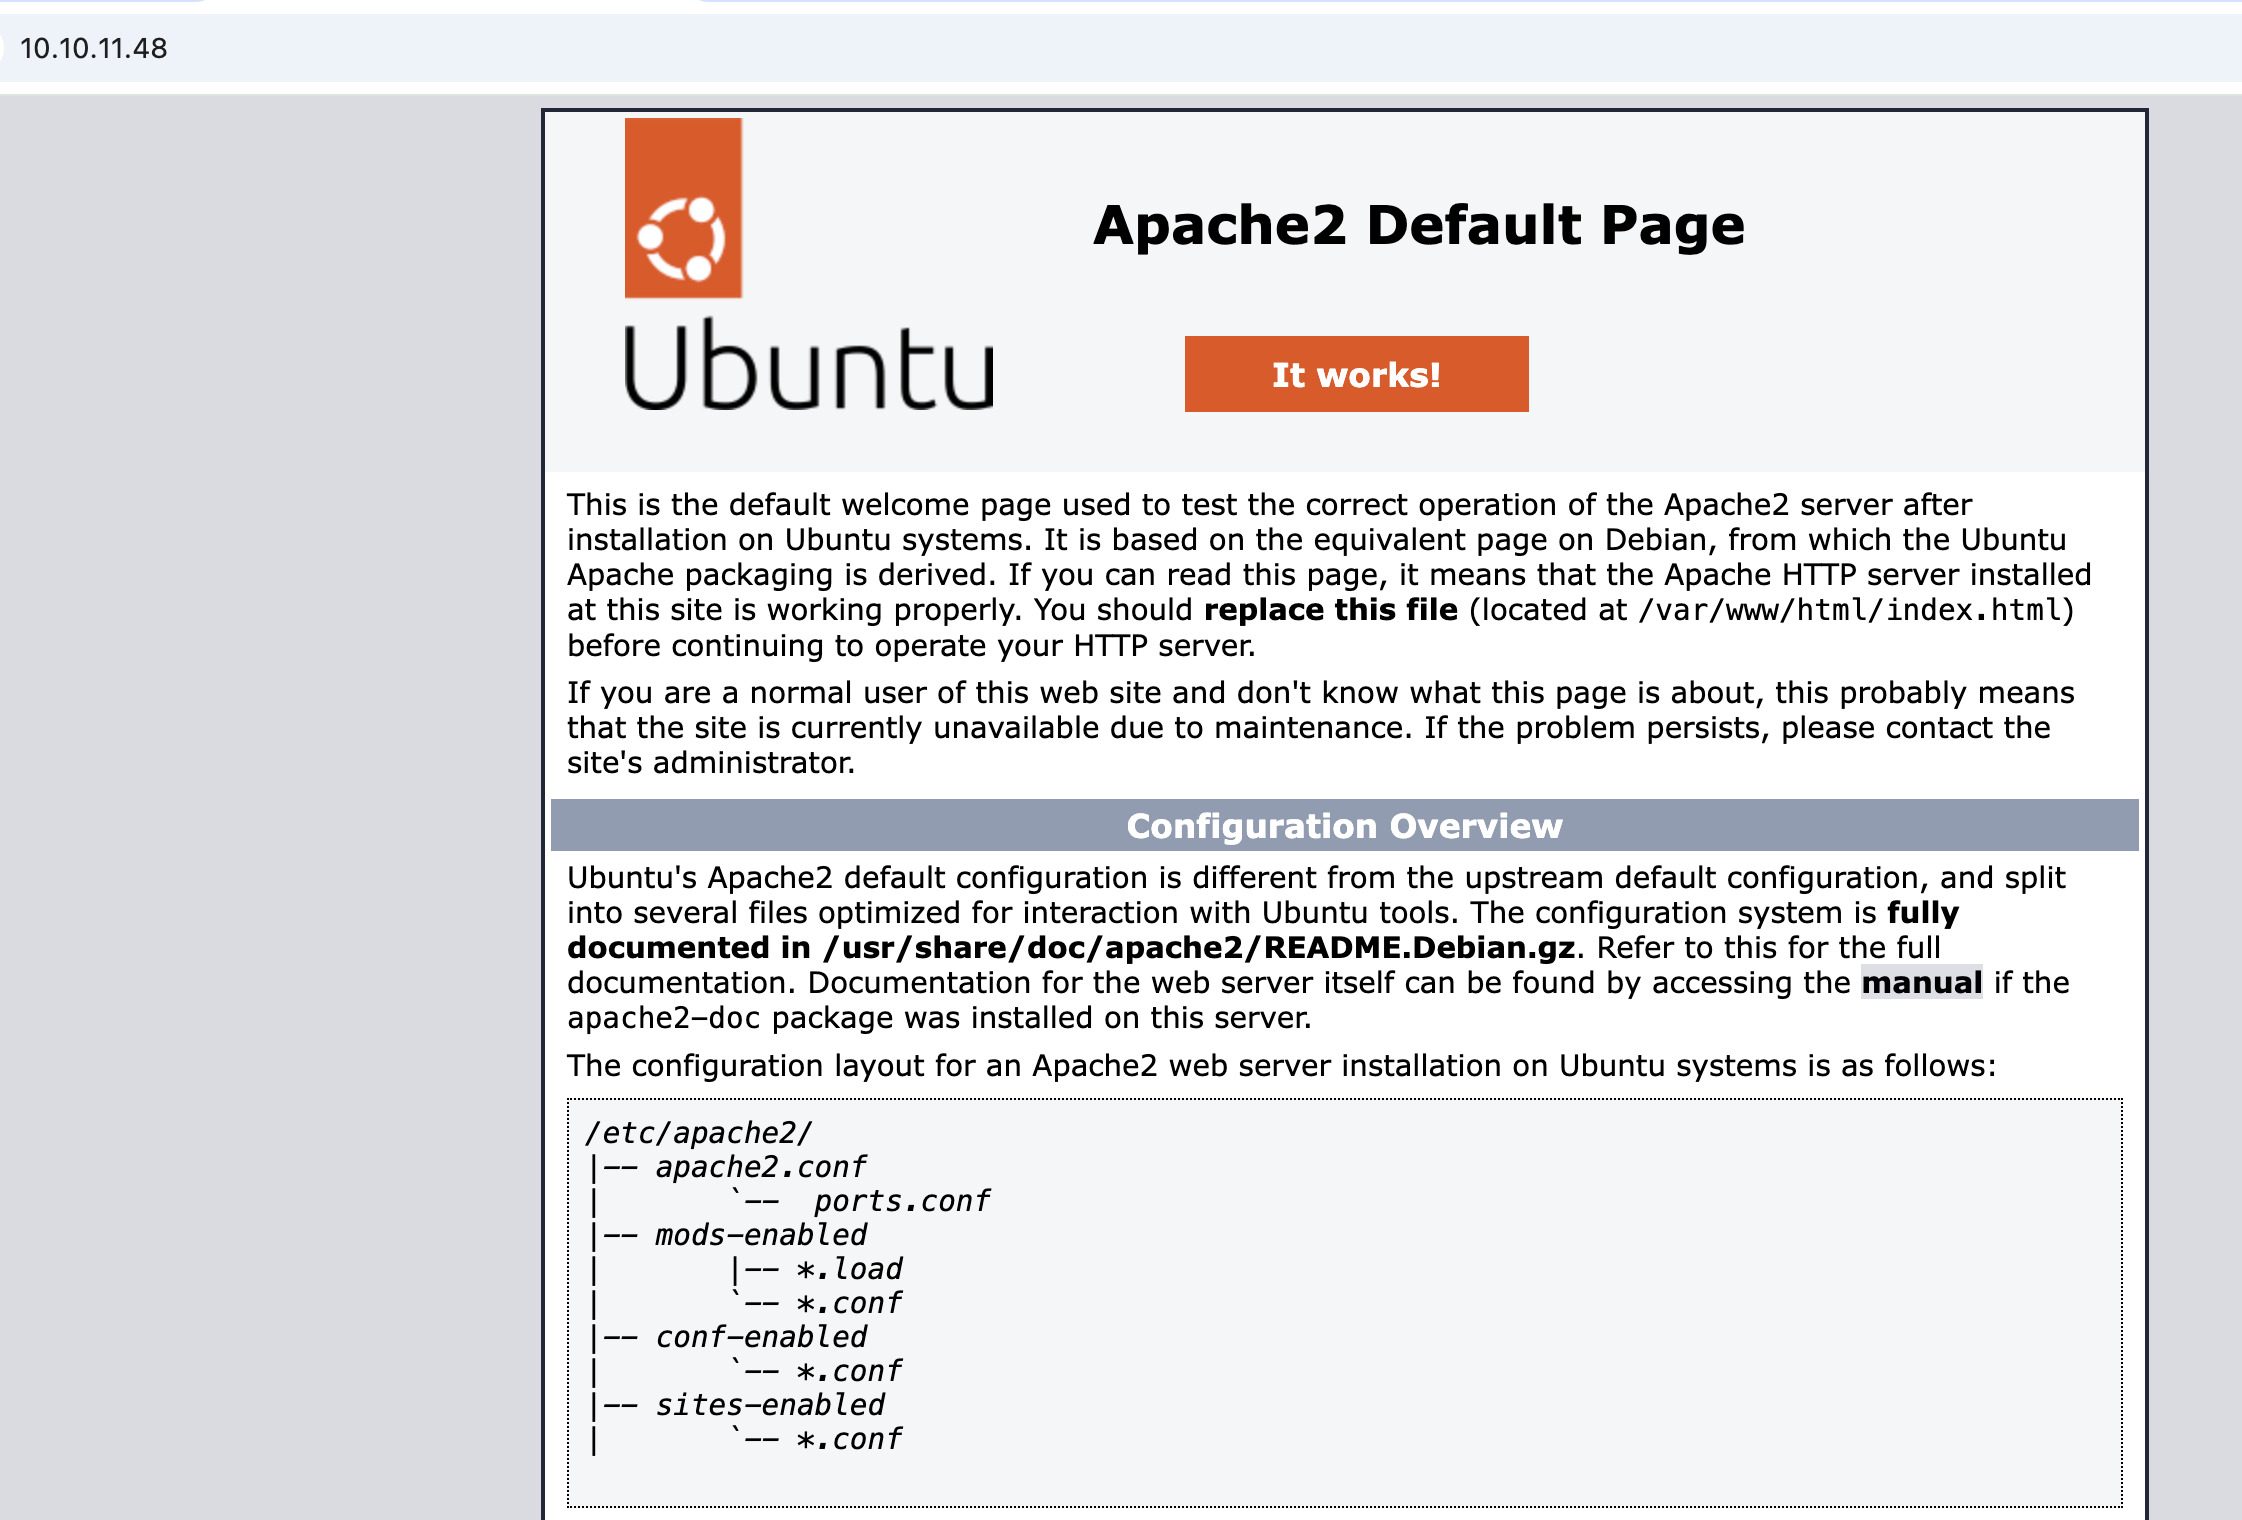 10.10.11.48
Ubuntu
Apache2 Default Page
It works!
This is the default welcome page used to test the correct operation of the Apache2 server after
installation on Ubuntu systems. It is based on the equivalent page on Debian, from which the Ubuntu
Apache packaging is derived. If you can read this page, it means that the Apache HTTP server installed
at this site is working properly. You should replace this file (located at /var/www/html/index.html)
before continuing to operate your HTTP server.
If you are a normal user of this web site and don't know what this page is about, this probably means
that the site is currently unavailable due to maintenance. If the problem persists, please contact the
site's administrator.
Configuration Overview
Ubuntu's Apache2 default configuration is different from the upstream default configuration, and split
into several files optimized for interaction with Ubuntu tools. The configuration system is fully
documented in /usr/share/doc/apache2/README.Debian.gz. Refer to this for the full
documentation. Documentation for the web server itself can be found by accessing the manual if the
apache2-doc package was installed on this server.
The configuration layout for an Apache2 web server installation on Ubuntu systems is as follows:
/etc/apache2/
|-- apache2.conf
|       `--  ports.conf
|-- mods-enabled
|       |-- *.load
|       `-- *.conf
|-- conf-enabled
|       `-- *.conf
|-- sites-enabled
|       `-- *.conf